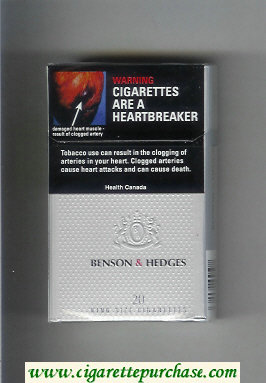 WARNING
CIGARETTES
ARE A
HEARTBREAKER
damaged heart muscle -
result of clogged artery
Tobacco use can result in the clogging of
arteries in your heart. Clogged arteries
cause heart attacks and can cause death.
Health Canada
BENSON & HEDGES
20
KING SIZE CIGARETTES
www.cigarettepurchase.com